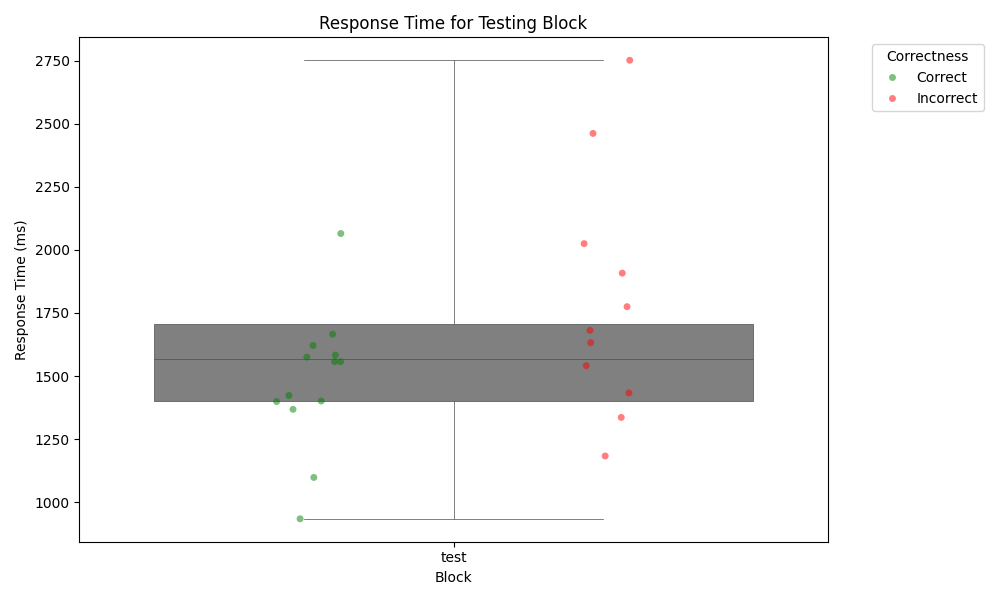 Response Time for Testing Block
Correctness
Correct
Incorrect
Response Time (ms)
2750
2500
2250
2000
1750
1500
1250
1000
test
Block